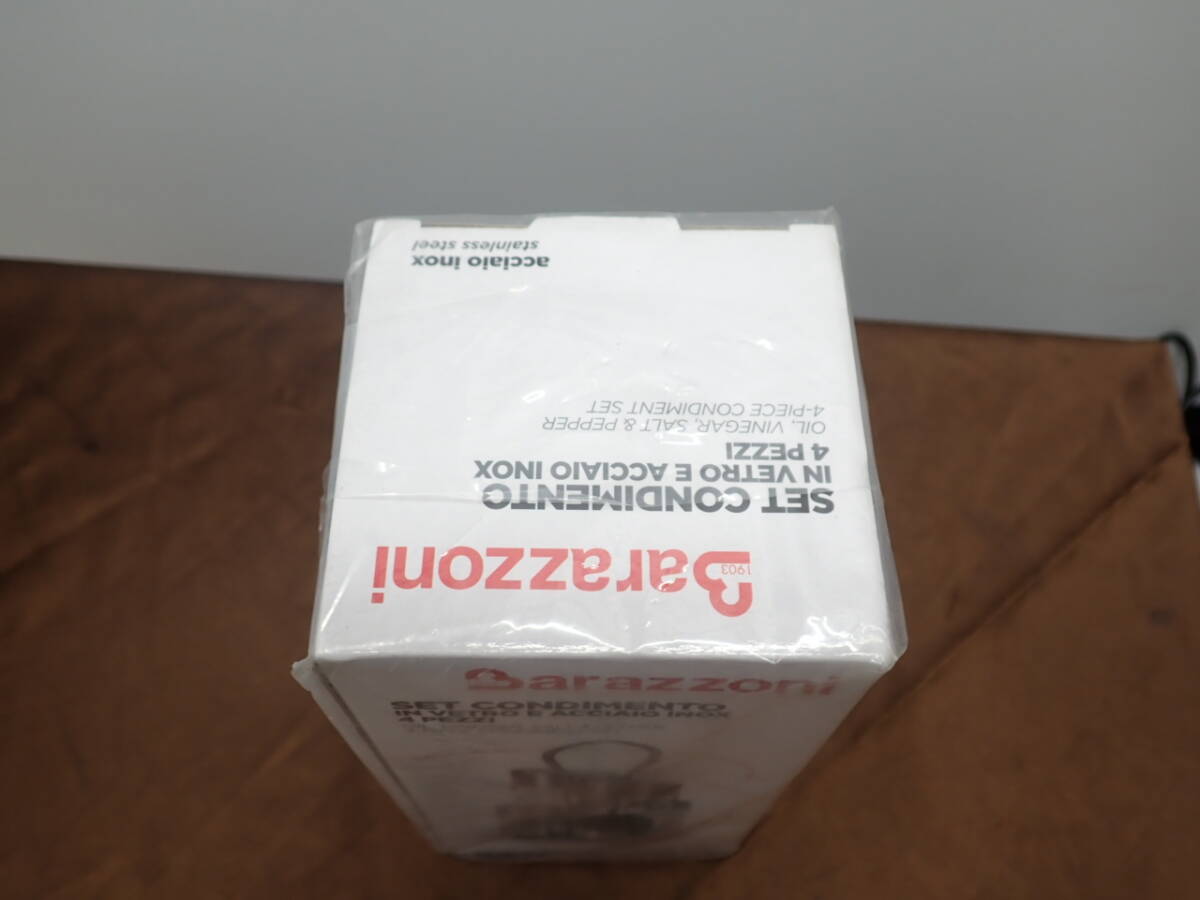 Barazzoni
1903
SET CONDIMENTO
IN VETRO E ACCIAIO INOX
4 PEZZI
OIL, VINEGAR, SALT & PEPPER
4-PIECE CONDIMENT SET
acciaio inox
stainless steel
Barazzoni
SET CONDIMENTO
IN VETRO E ACCIAIO INOX
4 PEZZI